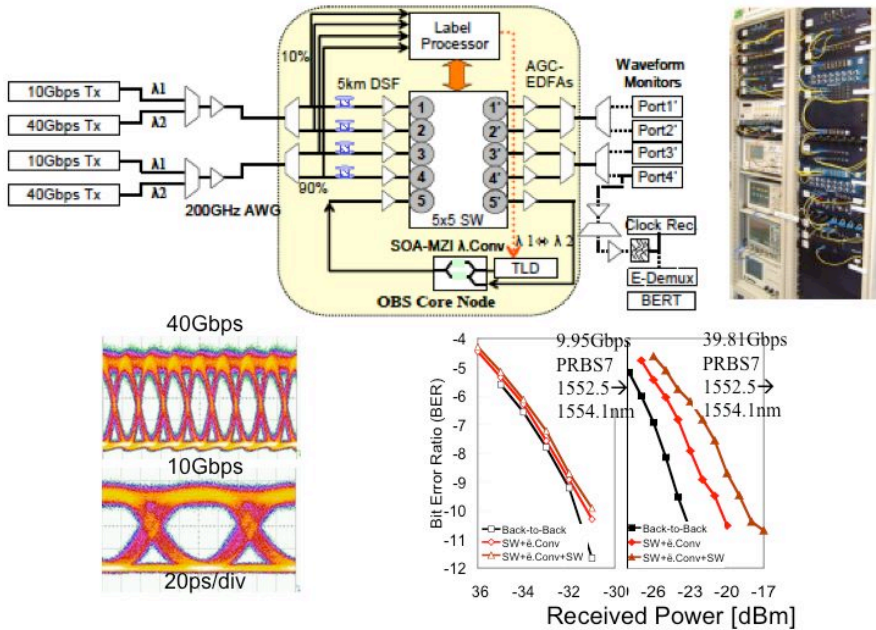 Label
Processor
10%
AGC-
EDFAs
Waveform
Monitors
5km DSF
10Gbps Tx
λ1
40Gbps Tx
λ2
10Gbps Tx
λ1
40Gbps Tx
λ2
200GHz AWG
90%
1
2
3
4
5
1'
2'
3'
4'
5'
5x5 SW
Port1'
Port2'
Port3'
Port4'
SOA-MZI λ.Conv
λ 1⇔ λ 2
TLD
OBS Core Node
Clock Rec
E-Demux
BERT
40Gbps
10Gbps
20ps/div
Bit Error Ratio (BER)
-4
-5
-6
-7
-8
-9
-10
-11
-12
9.95Gbps
PRBS7
1552.5→
1554.1nm
39.81Gbps
PRBS7
1552.5→
1554.1nm
Back-to-Back
SW+ë.Conv
SW+ë.Conv+SW
Back-to-Back
SW+ë.Conv
SW+ë.Conv+SW
36 -34 -32 -30 -29 -26 -23 -20 -17
Received Power [dBm]